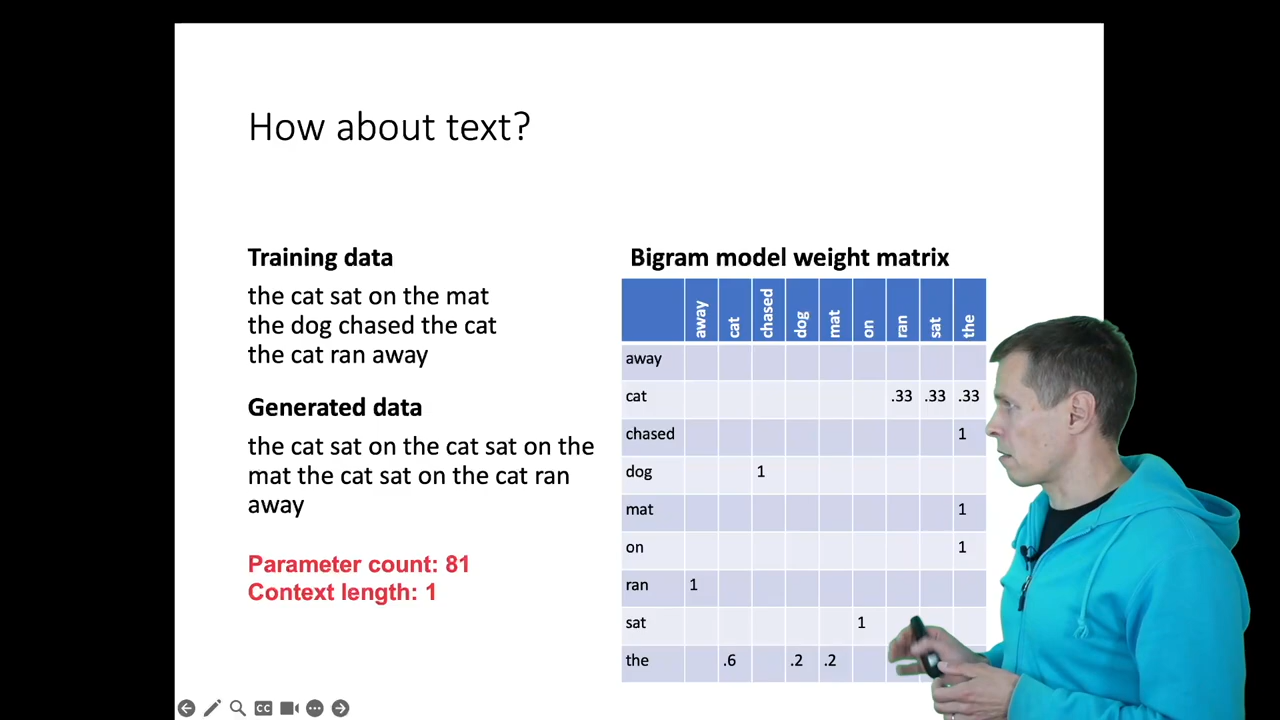 How about text?
Training data
the cat sat on the mat
the dog chased the cat
the cat ran away
Generated data
the cat sat on the cat sat on the
mat the cat sat on the cat ran
away
Parameter count: 81
Context length: 1
Bigram model weight matrix
away cat chased dog mat on ran sat the
away
cat .33 .33 .33
chased 1
dog 1
mat 1
on 1
ran 1
sat 1
the .6 .2 .2
CC